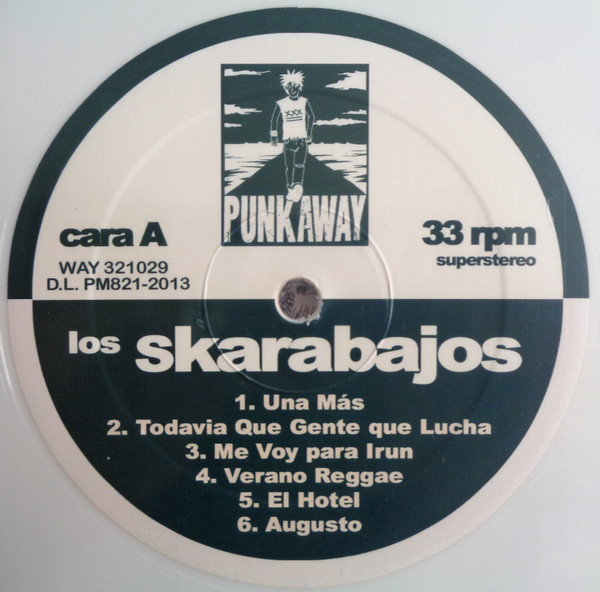 XXX
PUNKAWAY
cara A
33 rpm
superstereo
WAY 321029
D.L. PM821-2013
los skarabajos
1. Una Más
2. Todavia Que Gente que Lucha
3. Me Voy para Irun
4. Verano Reggae
5. El Hotel
6. Augusto